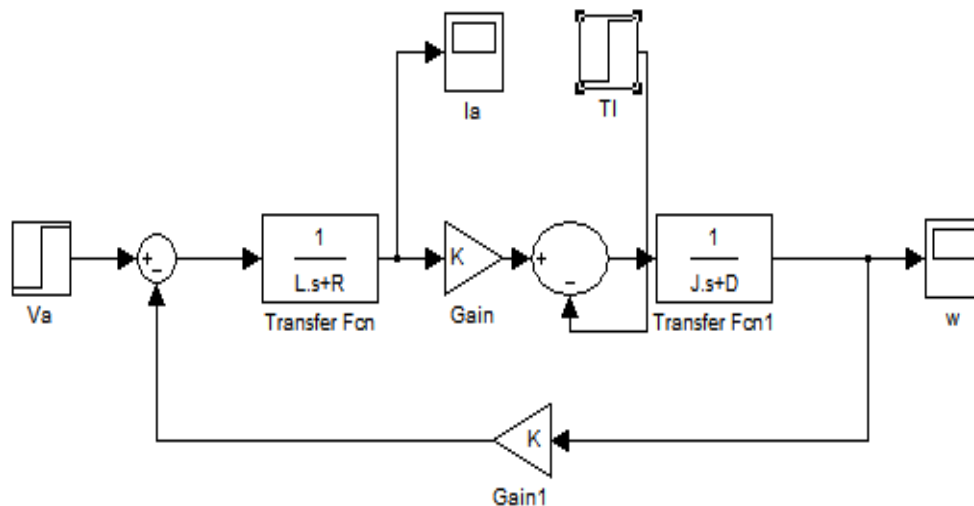 Ia
Tl
Va
+
−
1
L.s+R
Transfer Fcn
K
Gain
+
−
1
J.s+D
Transfer Fcn1
w
K
Gain1